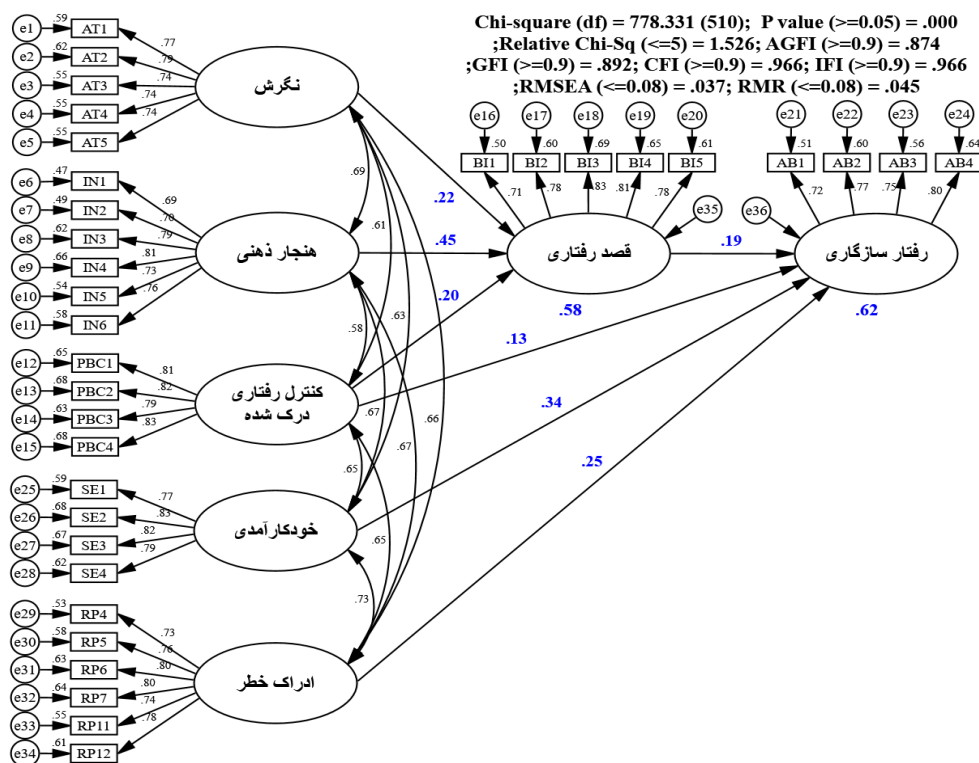 Chi-square (df) = 778.331 (510); P value (>=0.05) = .000
;Relative Chi-Sq (<=5) = 1.526; AGFI (>=0.9) = .874
;GFI (>=0.9) = .892; CFI (>=0.9) = .966; IFI (>=0.9) = .966
;RMSEA (<=0.08) = .037; RMR (<=0.08) = .045
e1 .59 AT1 .77
e2 .62 AT2 .79
e3 .55 AT3 .74
e4 .55 AT4 .74
e5 .55 AT5 .74
نگرش
e6 .47 IN1 .69
e7 .49 IN2 .70
e8 .62 IN3 .79
e9 .66 IN4 .81
e10 .54 IN5 .73
e11 .58 IN6 .76
هنجار ذهنی
e12 .65 PBC1 .81
e13 .68 PBC2 .82
e14 .63 PBC3 .79
e15 .68 PBC4 .83
کنترل رفتاری
درک شده
e25 .59 SE1 .77
e26 .68 SE2 .83
e27 .67 SE3 .82
e28 .62 SE4 .79
خودکارآمدی
e29 .53 RP4 .73
e30 .58 RP5 .76
e31 .63 RP6 .80
e32 .64 RP7 .80
e33 .55 RP11 .74
e34 .61 RP12 .78
ادراک خطر
.69
.61
.58
.63
.67
.66
.67
.65
.65
.73
.22
.45
.20
.13
.34
.25
.19
e16 e17 e18 e19 e20
.50 .60 .69 .65 .61
BI1 BI2 BI3 BI4 BI5
.71 .78 .83 .81 .78
e35
قصد رفتاری
.58
e21 e22 e23 e24
.51 .60 .56 .64
AB1 AB2 AB3 AB4
.72 .77 .75 .80
e36
رفتار سازگاری
.62